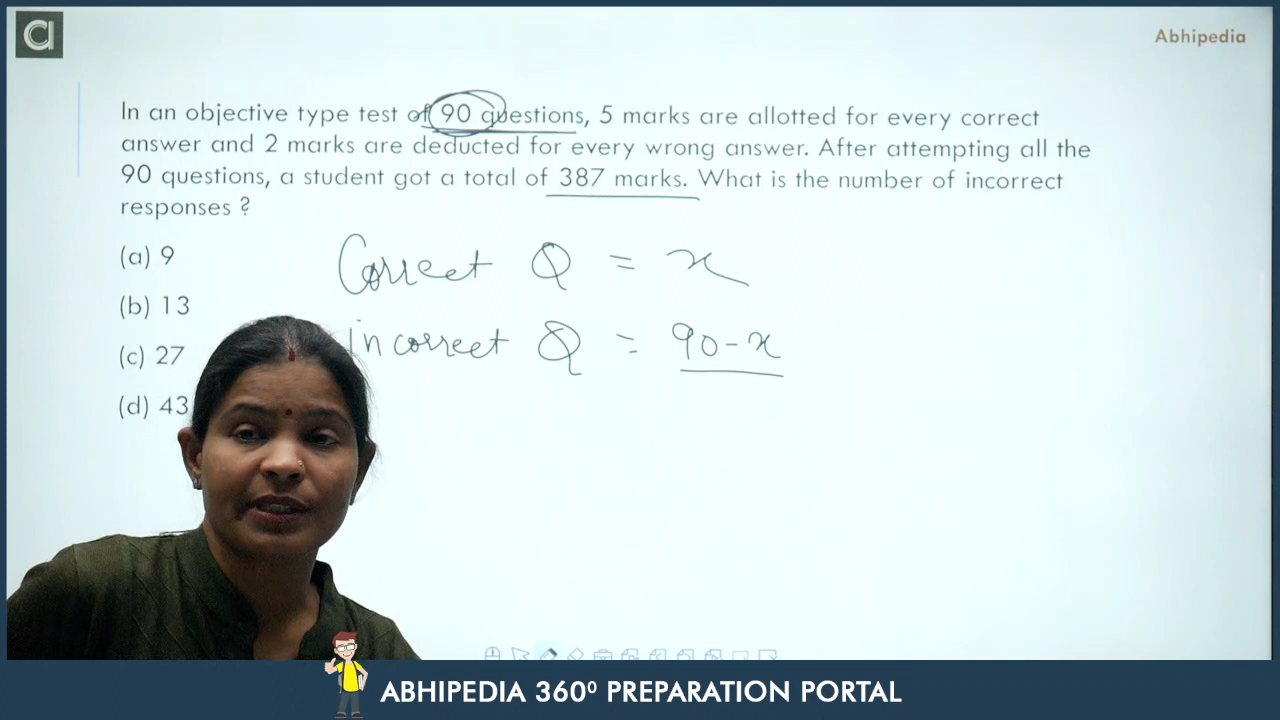 Abhipedia
In an objective type test of 90 questions, 5 marks are allotted for every correct
answer and 2 marks are deducted for every wrong answer. After attempting all the
90 questions, a student got a total of 387 marks. What is the number of incorrect
responses ?
(a) 9
(b) 13
(c) 27
(d) 43
Correct Q = x
incorrect Q = 90-x
ABHIPEDIA 360⁰ PREPARATION PORTAL